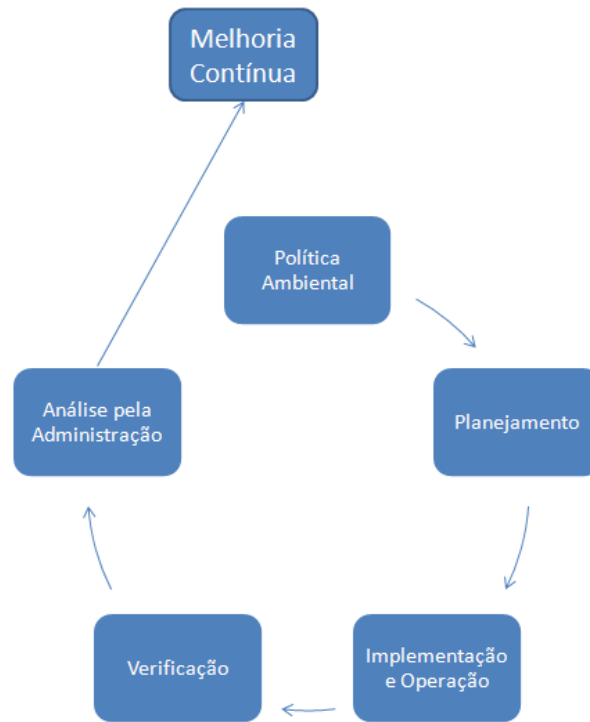 Melhoria
Contínua
Política
Ambiental
Planejamento
Implementação
e Operação
Verificação
Análise pela
Administração